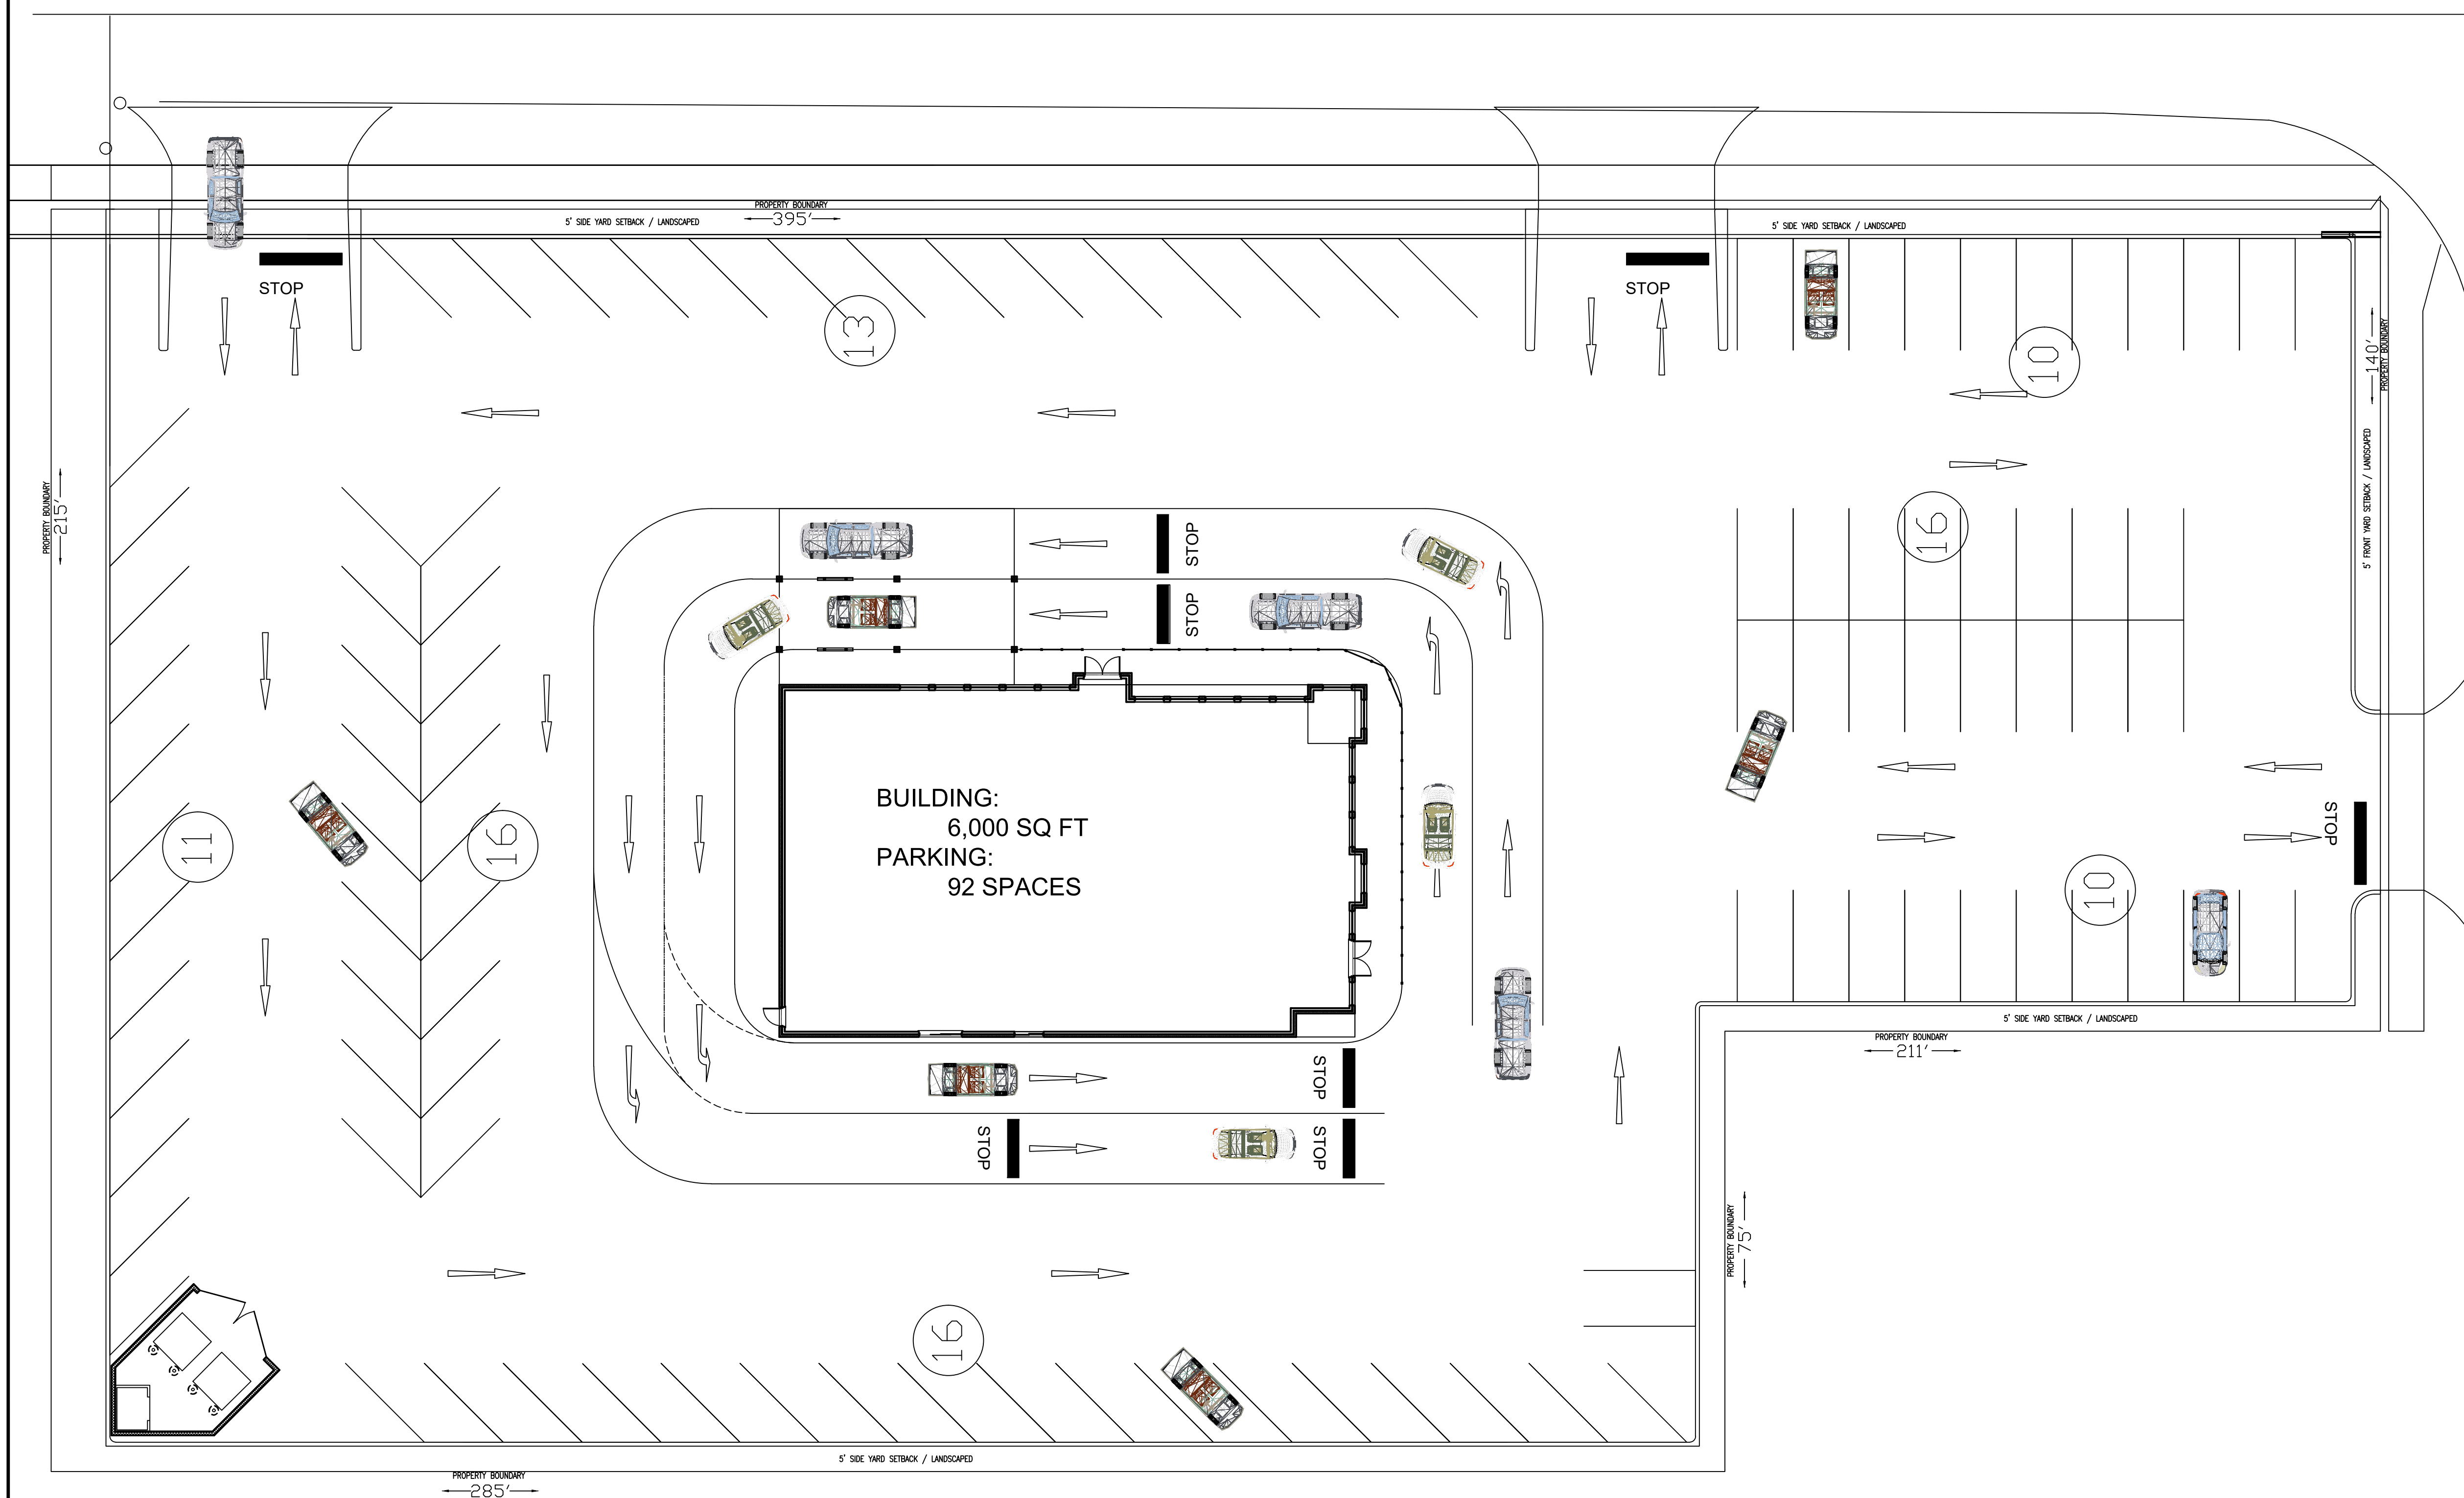 PROPERTY BOUNDARY
395'
5' SIDE YARD SETBACK / LANDSCAPED
5' SIDE YARD SETBACK / LANDSCAPED
STOP
STOP
13
10
140'
PROPERTY BOUNDARY
5' FRONT YARD SETBACK / LANDSCAPED
PROPERTY BOUNDARY
215'
16
STOP
STOP
BUILDING:
6,000 SQ FT
PARKING:
92 SPACES
11
16
STOP
10
5' SIDE YARD SETBACK / LANDSCAPED
PROPERTY BOUNDARY
211'
STOP
STOP
STOP
PROPERTY BOUNDARY
75'
16
5' SIDE YARD SETBACK / LANDSCAPED
PROPERTY BOUNDARY
285'